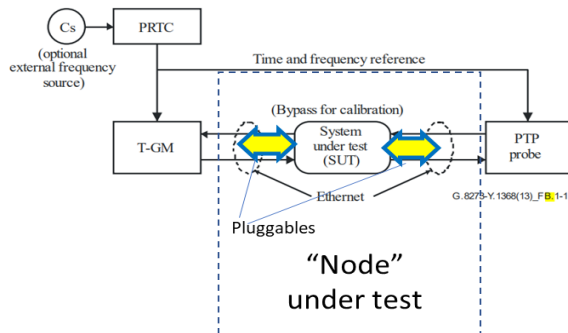 Cs
PRTC
(optional
external frequency
source)
Time and frequency reference
(Bypass for calibration)
T-GM
System
under test
(SUT)
PTP
probe
Ethernet
G.8273-Y.1368(13)_FB.1-1
Pluggables
“Node”
under test